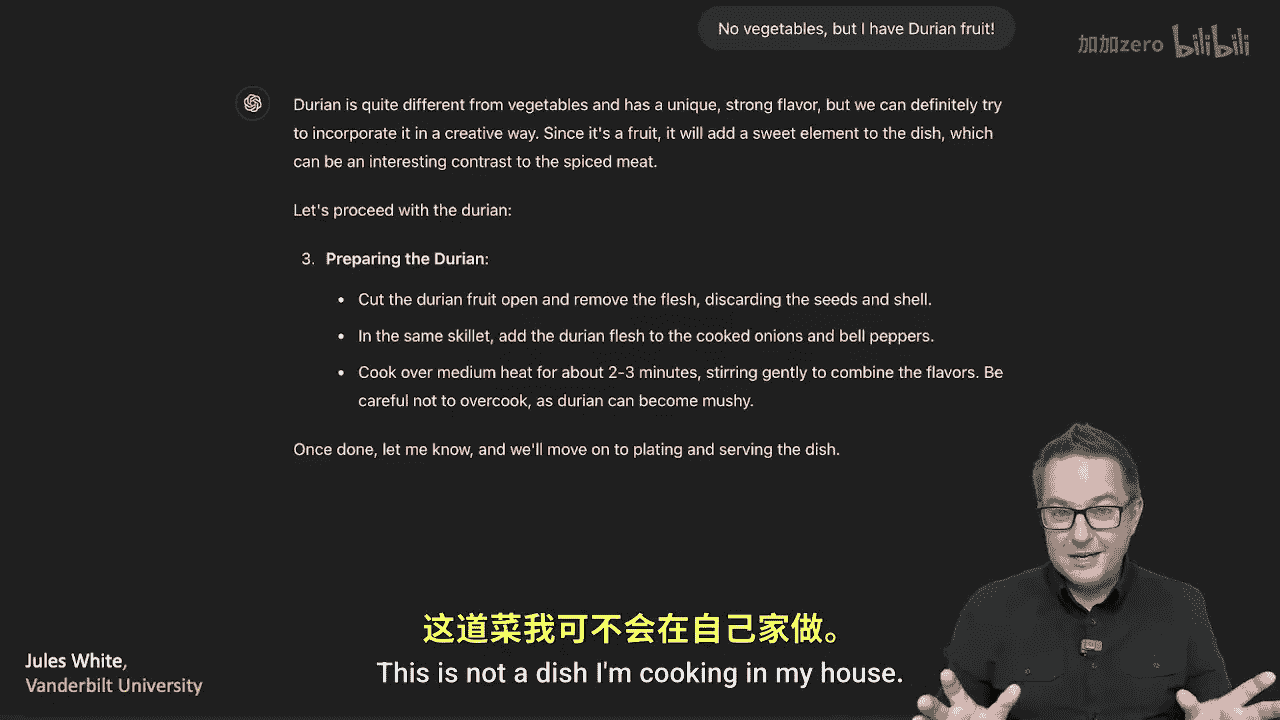 No vegetables, but I have Durian fruit!
加加zero bilibili
Durian is quite different from vegetables and has a unique, strong flavor, but we can definitely try
to incorporate it in a creative way. Since it's a fruit, it will add a sweet element to the dish, which
can be an interesting contrast to the spiced meat.
Let's proceed with the durian:
3. Preparing the Durian:
• Cut the durian fruit open and remove the flesh, discarding the seeds and shell.
• In the same skillet, add the durian flesh to the cooked onions and bell peppers.
• Cook over medium heat for about 2-3 minutes, stirring gently to combine the flavors. Be
careful not to overcook, as durian can become mushy.
Once done, let me know, and we'll move on to plating and serving the dish.
这道菜我可不会在自己家做。
This is not a dish I'm cooking in my house.
Jules White,
Vanderbilt University